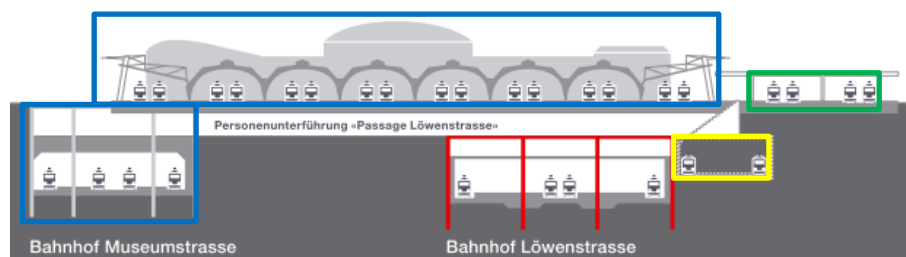 Personenunterführung «Passage Löwenstrasse»
Bahnhof Museumstrasse
Bahnhof Löwenstrasse